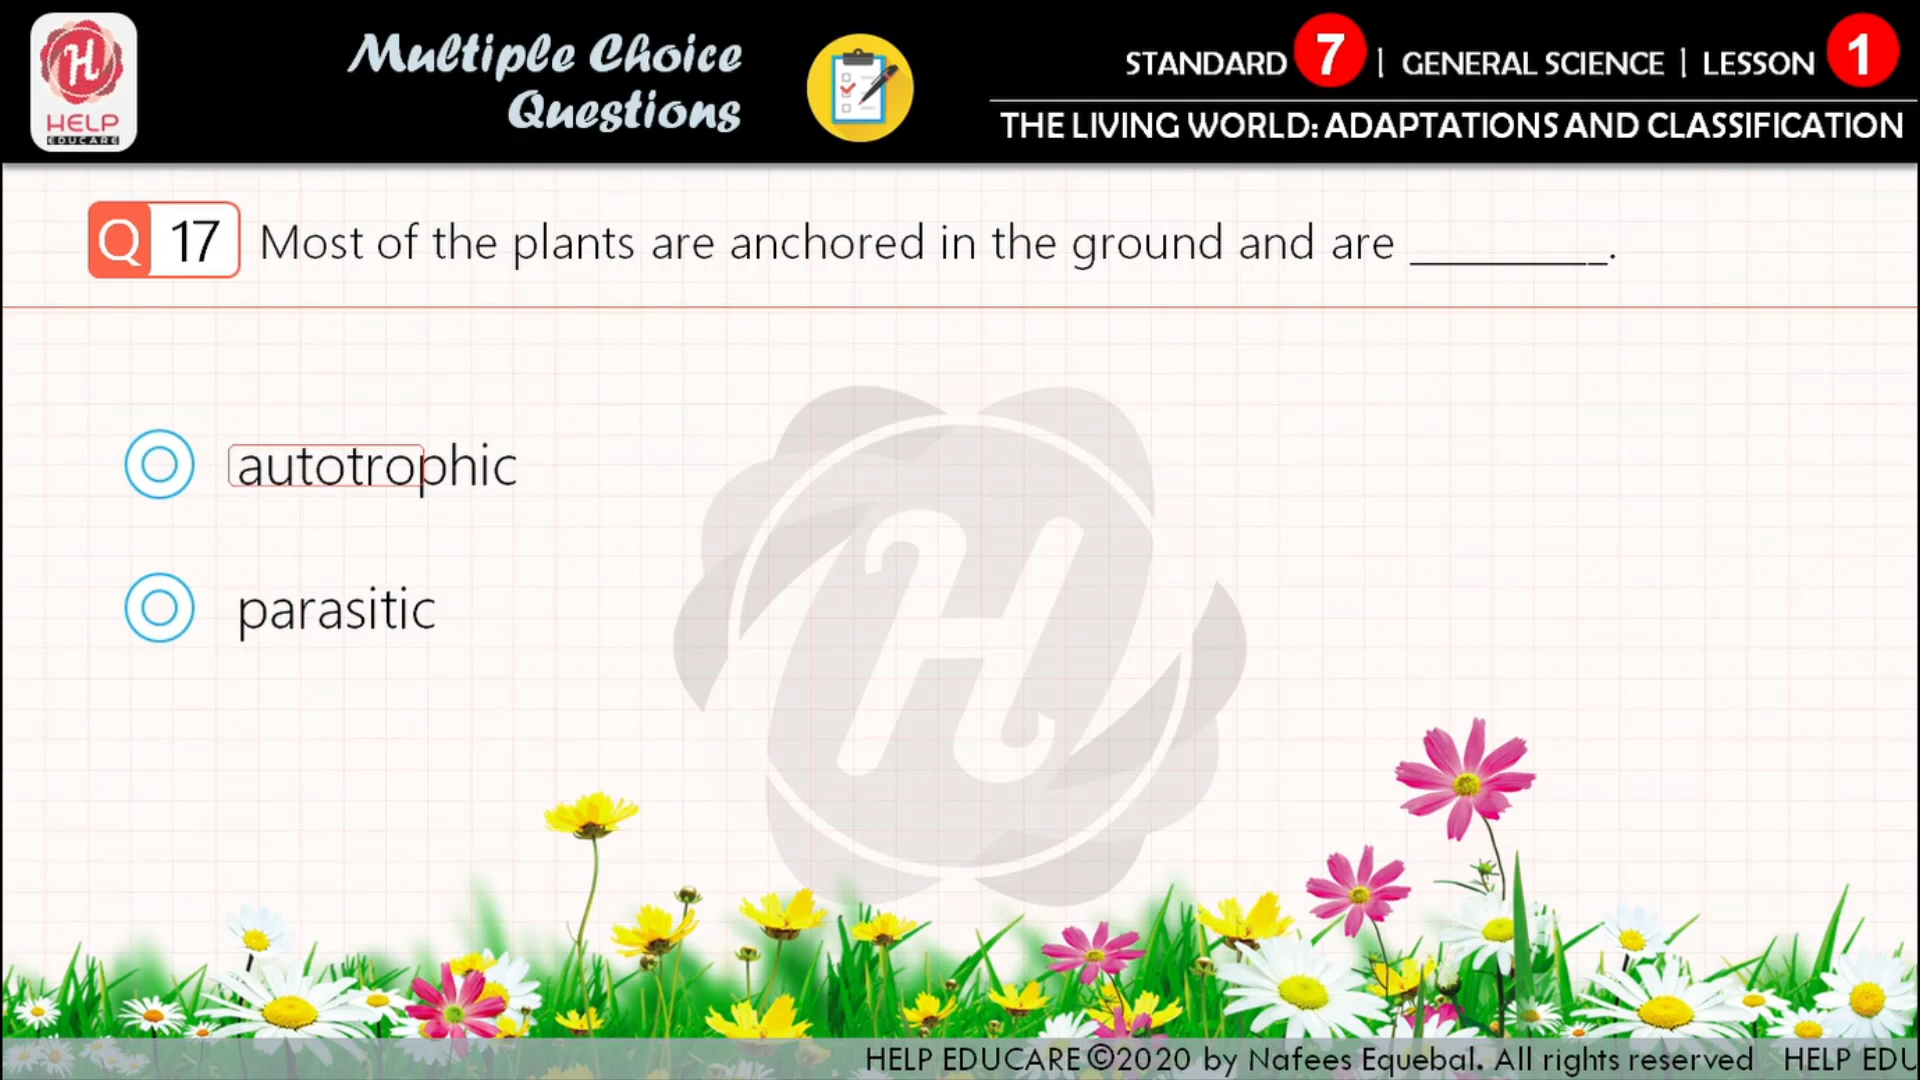 H
HELP
EDUCARE
Multiple Choice
Questions
STANDARD 7 | GENERAL SCIENCE | LESSON 1
THE LIVING WORLD: ADAPTATIONS AND CLASSIFICATION
Q 17 Most of the plants are anchored in the ground and are _________.
autotrophic
parasitic
H
HELP EDUCARE ©2020 by Nafees Equebal. All rights reserved HELP EDU